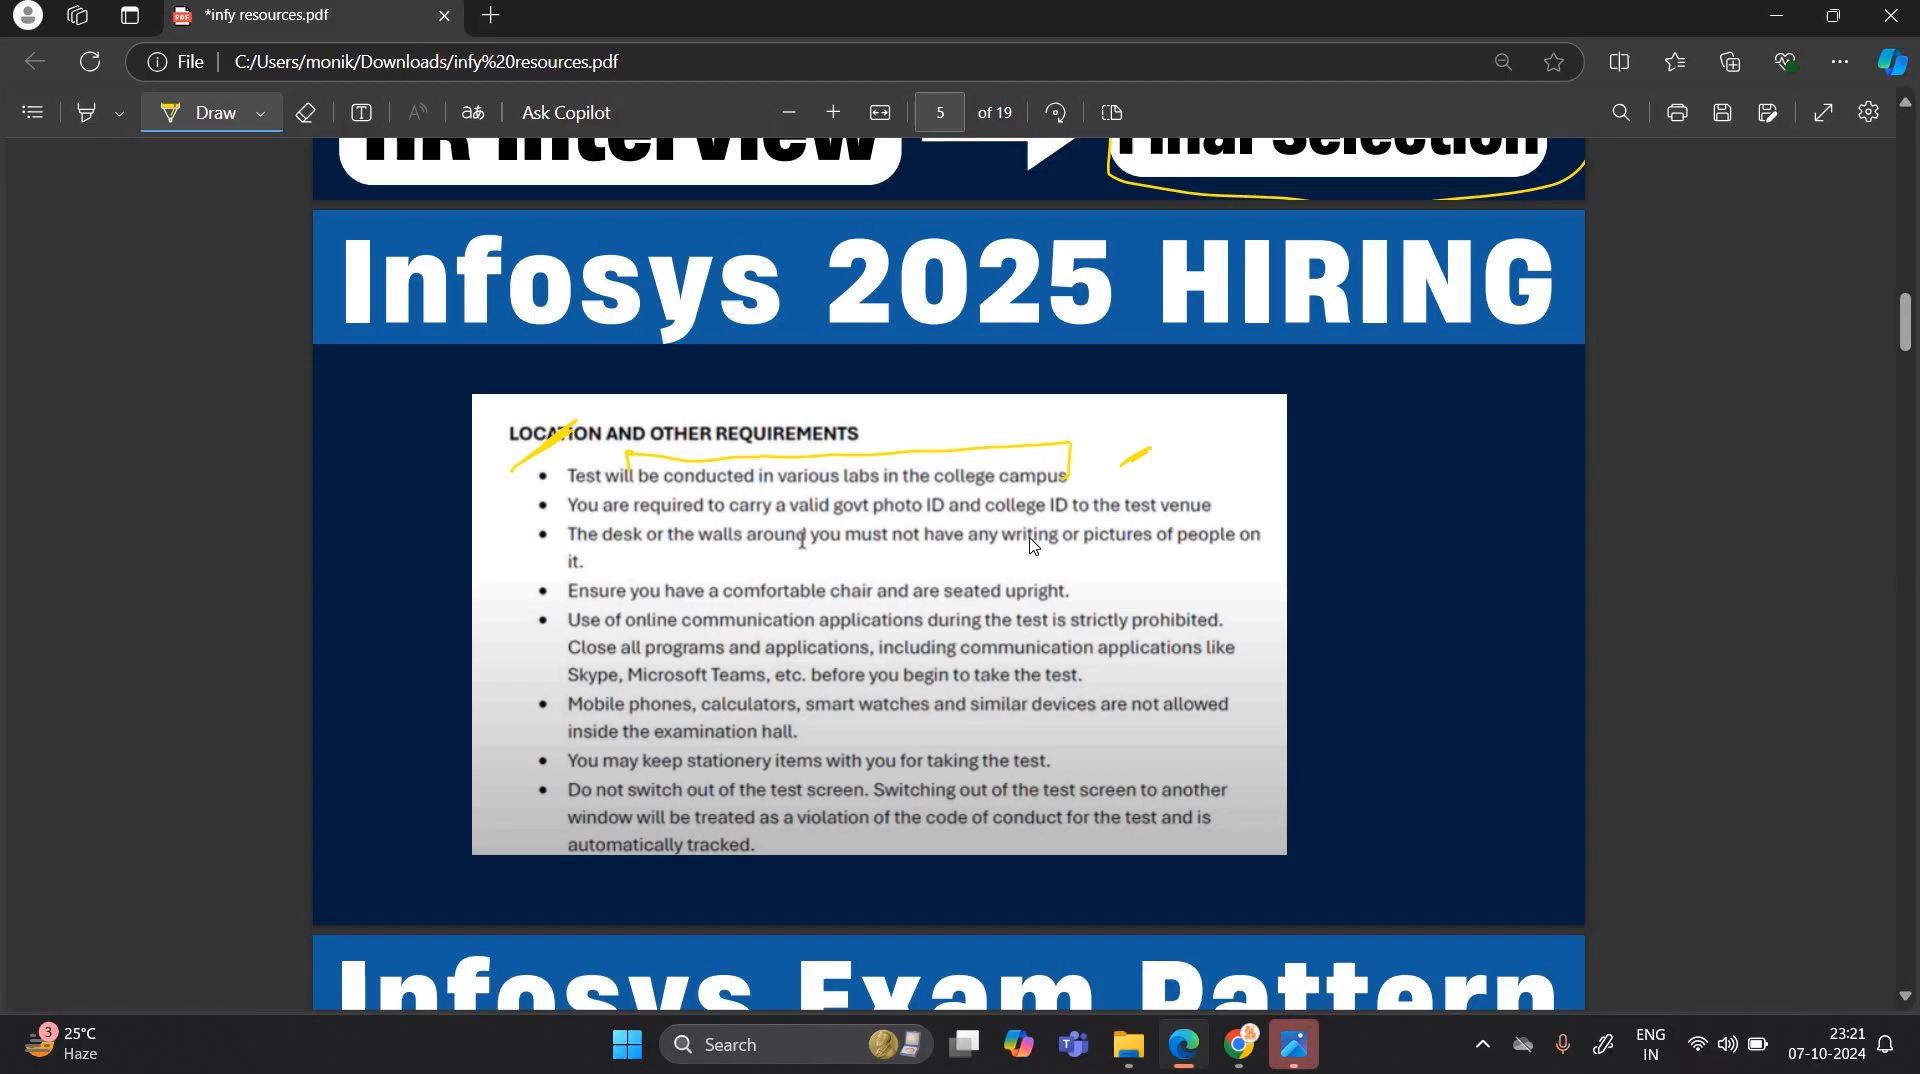 *infy resources.pdf
File
C:/Users/monik/Downloads/infy%20resources.pdf
Draw
aあ
Ask Copilot
5
of 19
HR Interview
Final Selection
Infosys 2025 HIRING
LOCATION AND OTHER REQUIREMENTS
• Test will be conducted in various labs in the college campus
• You are required to carry a valid govt photo ID and college ID to the test venue
• The desk or the walls around you must not have any writing or pictures of people on
it.
• Ensure you have a comfortable chair and are seated upright.
• Use of online communication applications during the test is strictly prohibited.
Close all programs and applications, including communication applications like
Skype, Microsoft Teams, etc. before you begin to take the test.
• Mobile phones, calculators, smart watches and similar devices are not allowed
inside the examination hall.
• You may keep stationery items with you for taking the test.
• Do not switch out of the test screen. Switching out of the test screen to another
window will be treated as a violation of the code of conduct for the test and is
automatically tracked.
Infosys Exam Pattern
3
25°C
Haze
Search
ENG
IN
23:21
07-10-2024